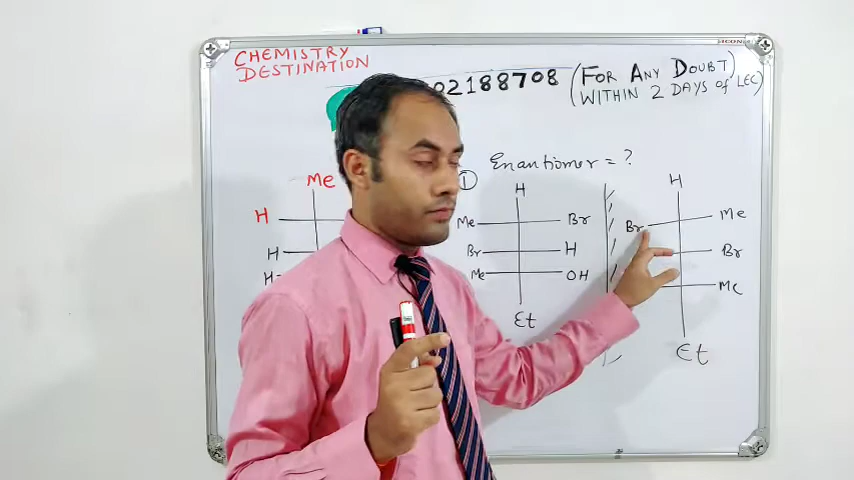 CHEMISTRY
DESTINATION
02188708 (FOR ANY DOUBT)
WITHIN 2 DAYS of LEC
Enantiomer = ?
1
Me
H
H
H
H
Me Br
Br H
Me OH
Et
H
Br Me
Br
Me
Et